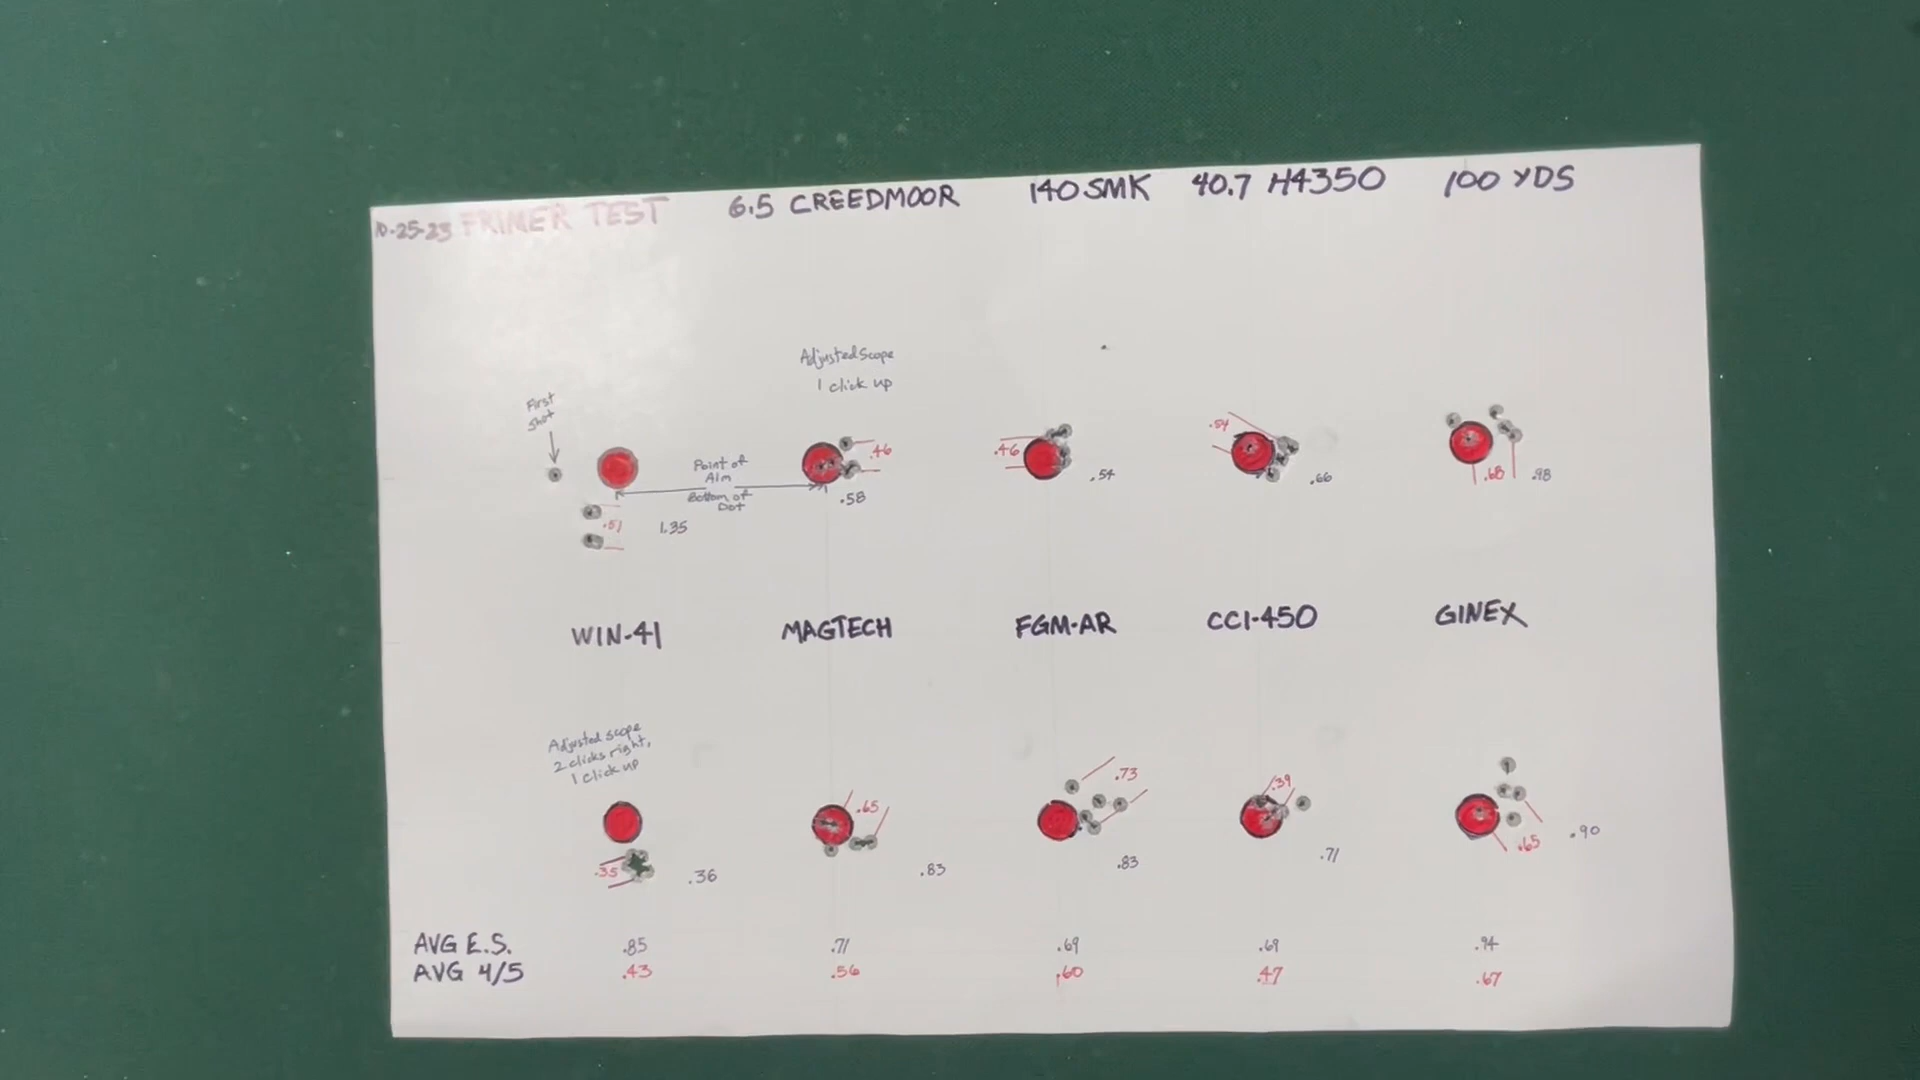 10-25-23 PRIMER TEST 6.5 CREEDMOOR 140 SMK 40.7 H4350 100 YDS
Adjusted Scope
1 click up
First
Shot
Point of
Aim
Bottom of
Dot
.51
1.35
.46
.58
.46
.54
.54
.66
.68
.98
WIN-41 MAGTECH FGM-AR CCI-450 GINEX
Adjusted scope
2 clicks right,
1 click up
.35
.36
.65
.83
.73
.83
.39
.71
.65
.90
AVG E.S. .85 .71 .69 .69 .94
AVG 4/5 .43 .56 .60 .47 .67